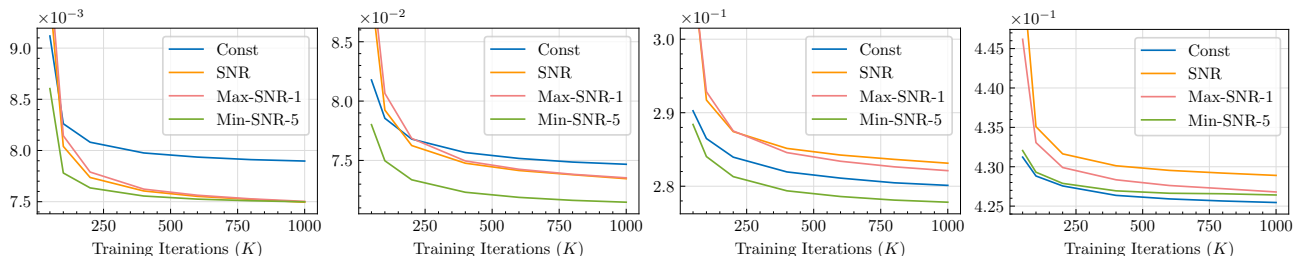 ×10⁻³
9.0
8.5
8.0
7.5
250 500 750 1000
Training Iterations (K)
Const
SNR
Max-SNR-1
Min-SNR-5
×10⁻²
8.5
8.0
7.5
250 500 750 1000
Training Iterations (K)
Const
SNR
Max-SNR-1
Min-SNR-5
×10⁻¹
3.0
2.9
2.8
250 500 750 1000
Training Iterations (K)
Const
SNR
Max-SNR-1
Min-SNR-5
×10⁻¹
4.45
4.40
4.35
4.30
4.25
250 500 750 1000
Training Iterations (K)
Const
SNR
Max-SNR-1
Min-SNR-5